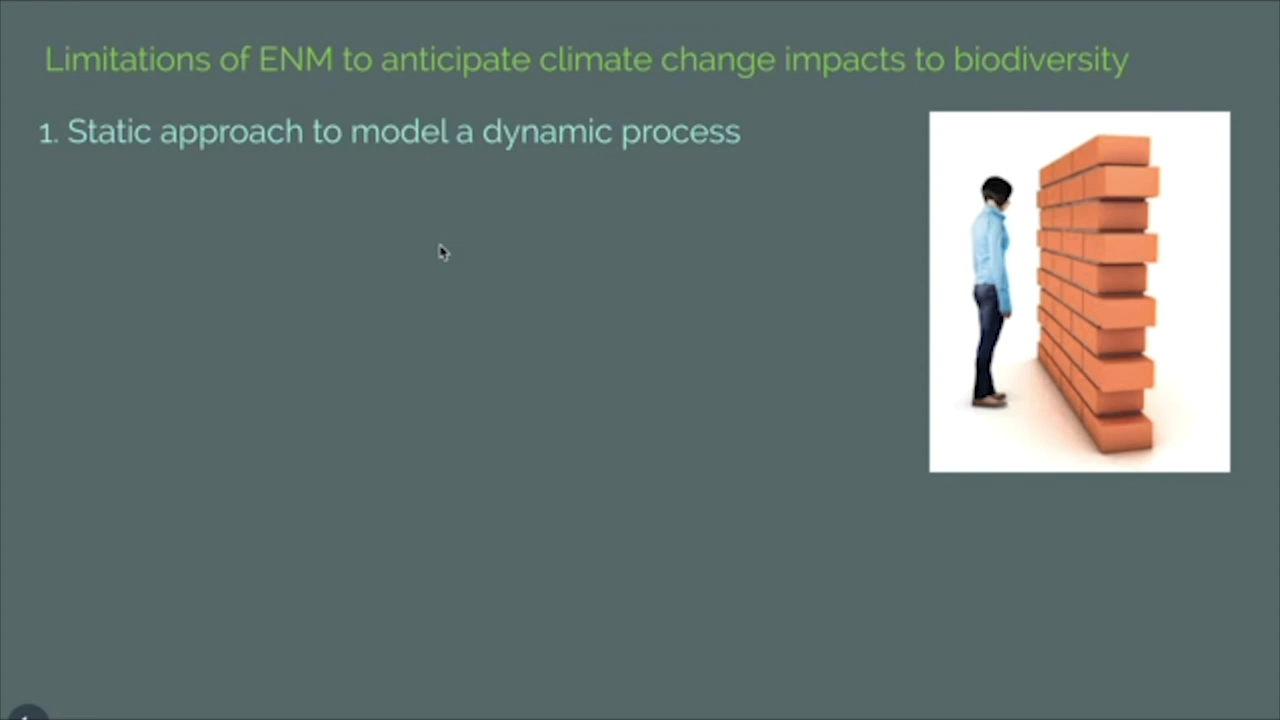 Limitations of ENM to anticipate climate change impacts to biodiversity
1. Static approach to model a dynamic process